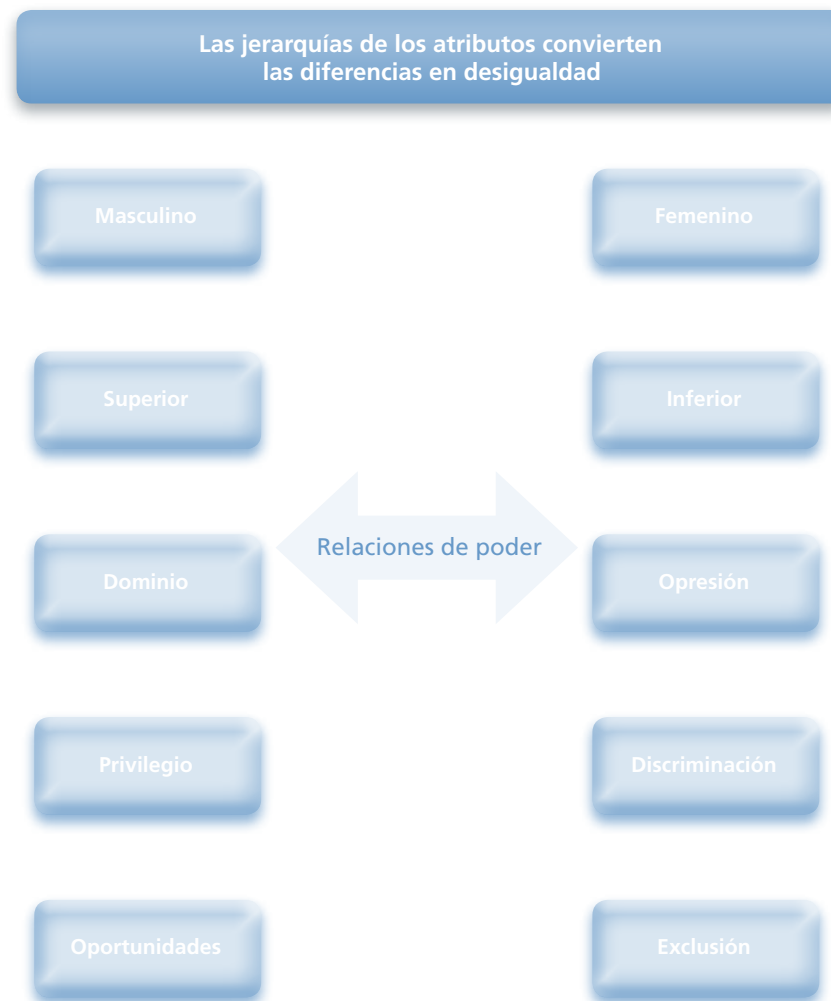 Las jerarquías de los atributos convierten
las diferencias en desigualdad
Masculino
Femenino
Superior
Inferior
Relaciones de poder
Dominio
Opresión
Privilegio
Discriminación
Oportunidades
Exclusión